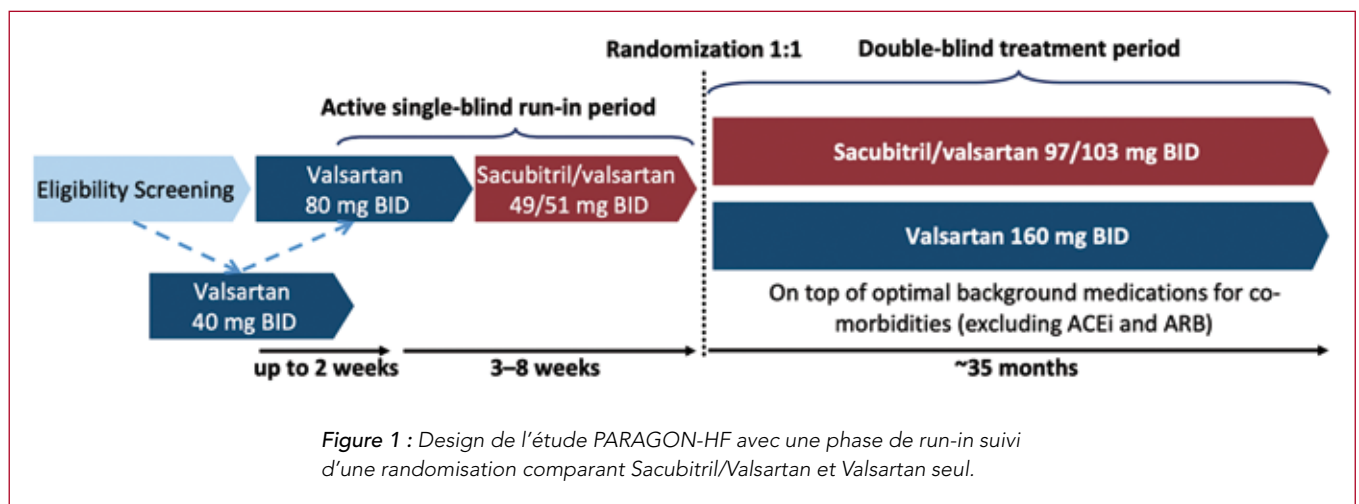 Randomization 1:1
Double-blind treatment period
Active single-blind run-in period
Eligibility Screening
Valsartan
80 mg BID
Sacubitril/valsartan
49/51 mg BID
Sacubitril/valsartan 97/103 mg BID
Valsartan 160 mg BID
Valsartan
40 mg BID
On top of optimal background medications for co-
morbidities (excluding ACEi and ARB)
up to 2 weeks
3–8 weeks
~35 months
Figure 1 : Design de l’étude PARAGON-HF avec une phase de run-in suivi
d’une randomisation comparant Sacubitril/Valsartan et Valsartan seul.